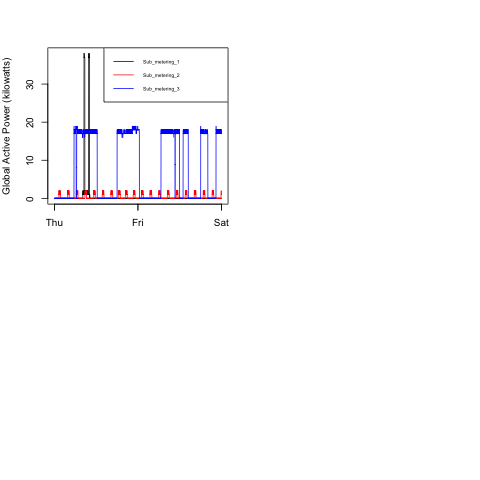 Global Active Power (kilowatts)
30
20
10
0
Sub_metering_1
Sub_metering_2
Sub_metering_3
Thu Fri Sat